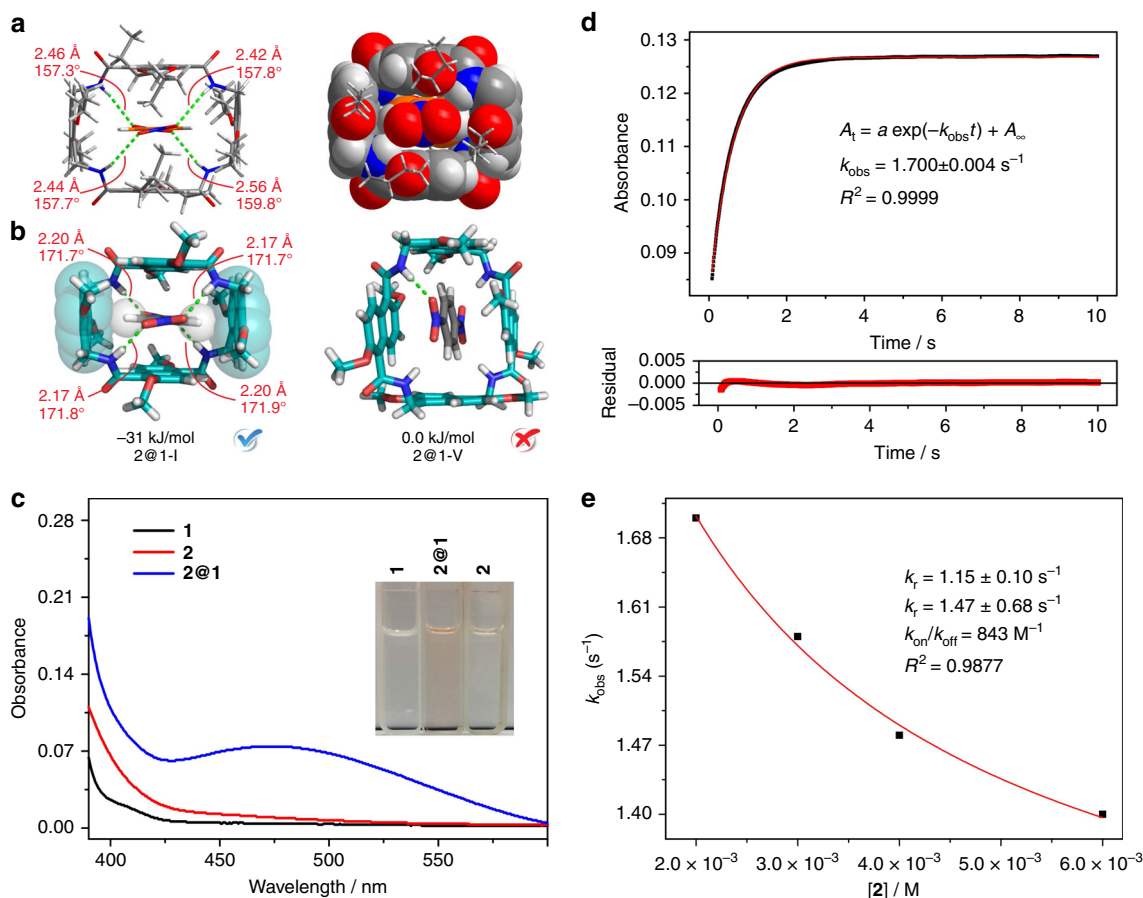 a
2.46 Å
157.3°
2.42 Å
157.8°
2.44 Å
157.7°
2.56 Å
159.8°
b
2.20 Å
171.7°
2.17 Å
171.7°
2.17 Å
171.8°
2.20 Å
171.9°
–31 kJ/mol
2@1-I
0.0 kJ/mol
2@1-V
c
Obsorbance
0.28
0.21
0.14
0.07
0.00
1
2
2@1
1
2@1
2
400
450
500
550
Wavelength / nm
d
Absorbance
0.13
0.12
0.11
0.10
0.09
Aₜ = a exp(–k_obs t) + A_∞
k_obs = 1.700±0.004 s⁻¹
R² = 0.9999
0
2
4
6
8
10
Time / s
Residual
0.005
0.000
–0.005
0
2
4
6
8
10
Time / s
e
k_obs (s⁻¹)
1.68
1.61
1.54
1.47
1.40
k_r = 1.15 ± 0.10 s⁻¹
k_r = 1.47 ± 0.68 s⁻¹
k_on/k_off = 843 M⁻¹
R² = 0.9877
2.0 × 10⁻³
3.0 × 10⁻³
4.0 × 10⁻³
5.0 × 10⁻³
6.0 × 10⁻³
[2] / M